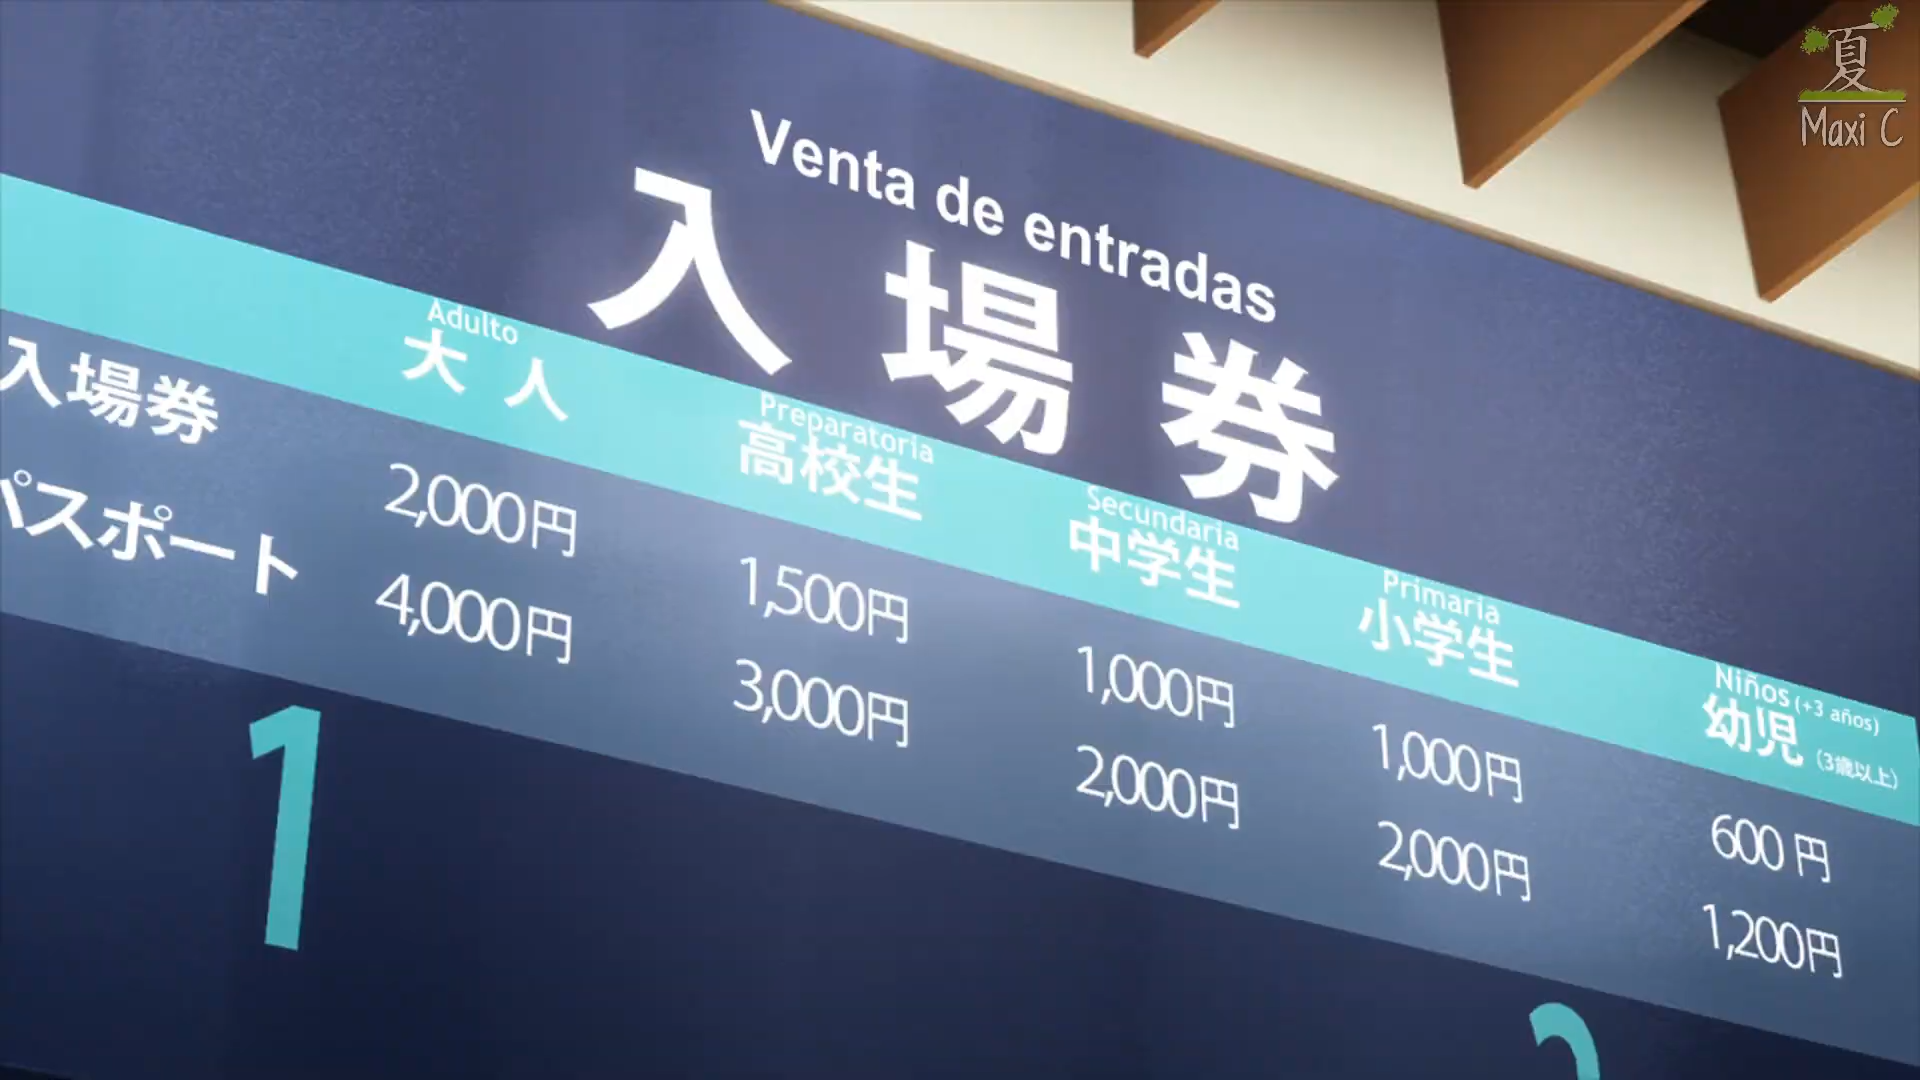 夏
Maxi C
Venta de entradas
入場券
Adulto Preparatoria Secundaria Primaria Niños (+3 años)
大人 高校生 中学生 小学生 幼児 (3歳以上)
入場券 2,000円 1,500円 1,000円 1,000円 600円
パスポート 4,000円 3,000円 2,000円 2,000円 1,200円
1